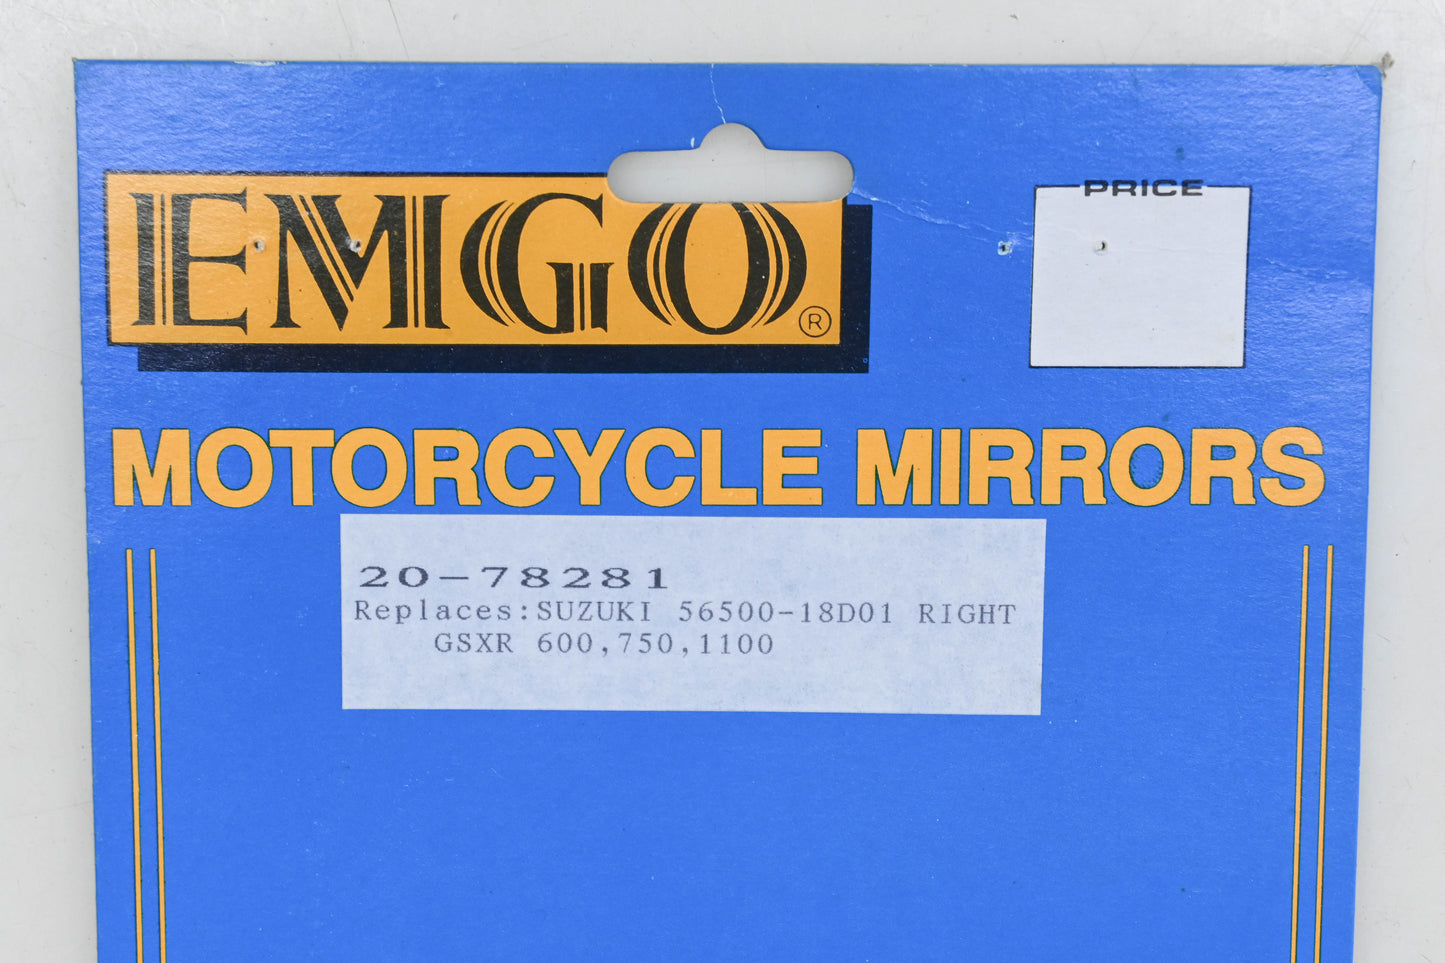 EMGO®
PRICE
MOTORCYCLE MIRRORS
20-78281
Replaces:SUZUKI 56500-18D01 RIGHT
GSXR 600,750,1100